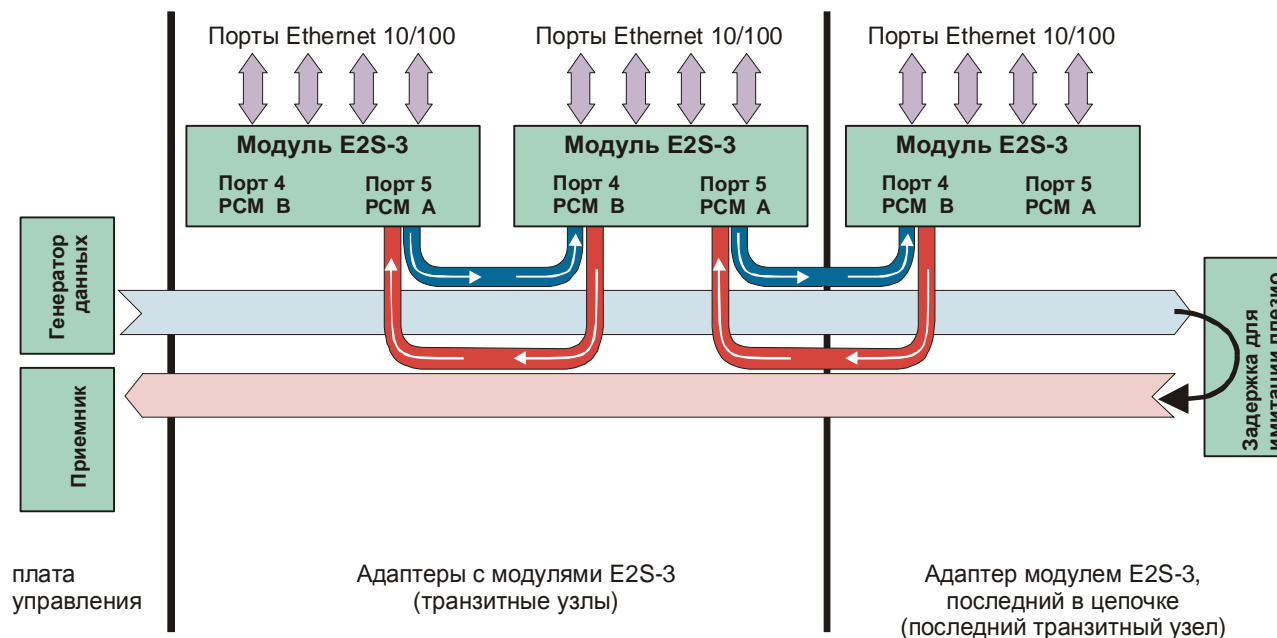 Порты Ethernet 10/100
Порты Ethernet 10/100
Порты Ethernet 10/100
Модуль E2S-3
Порт 4
PCM B
Порт 5
PCM A
Модуль E2S-3
Порт 4
PCM B
Порт 5
PCM A
Модуль E2S-3
Порт 4
PCM B
Порт 5
PCM A
Генератор
данных
Приемник
Задержка для
имитации плезио
плата
управления
Адаптеры с модулями E2S-3
(транзитные узлы)
Адаптер модулем E2S-3,
последний в цепочке
(последний транзитный узел)